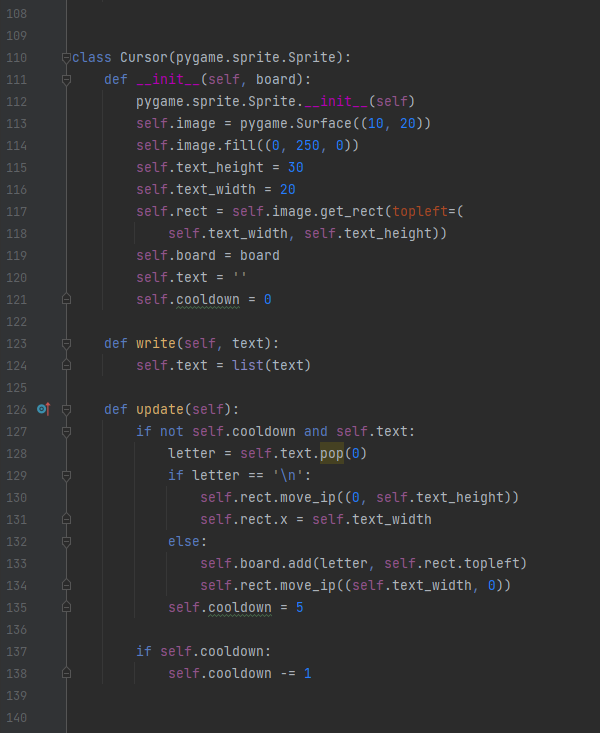 108
109
110 class Cursor(pygame.sprite.Sprite):
111     def __init__(self, board):
112         pygame.sprite.Sprite.__init__(self)
113         self.image = pygame.Surface((10, 20))
114         self.image.fill((0, 250, 0))
115         self.text_height = 30
116         self.text_width = 20
117         self.rect = self.image.get_rect(topleft=(
118             self.text_width, self.text_height))
119         self.board = board
120         self.text = ''
121         self.cooldown = 0
122
123     def write(self, text):
124         self.text = list(text)
125
126     def update(self):
127         if not self.cooldown and self.text:
128             letter = self.text.pop(0)
129             if letter == '\n':
130                 self.rect.move_ip((0, self.text_height))
131                 self.rect.x = self.text_width
132             else:
133                 self.board.add(letter, self.rect.topleft)
134                 self.rect.move_ip((self.text_width, 0))
135             self.cooldown = 5
136
137         if self.cooldown:
138             self.cooldown -= 1
139
140